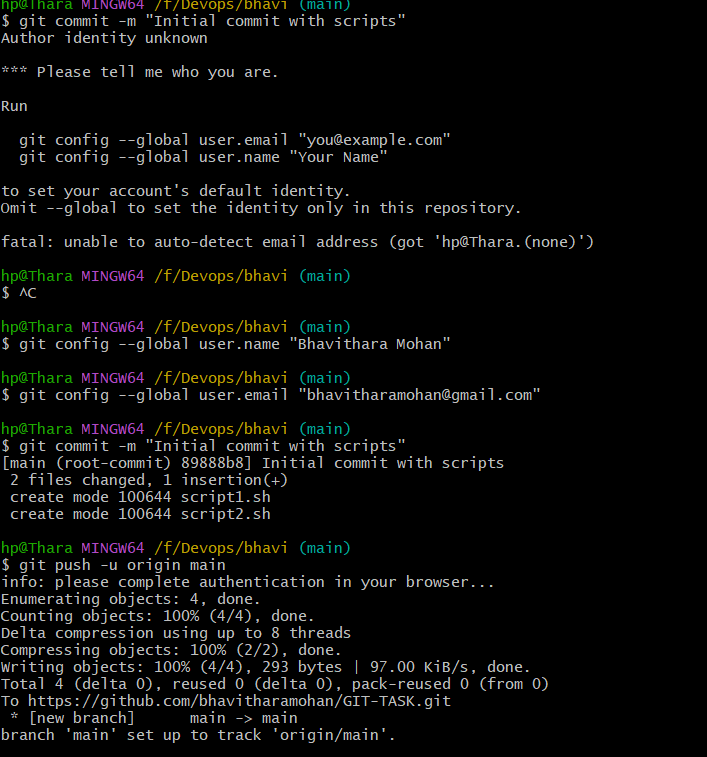 hp@Thara MINGW64 /f/Devops/bhavi (main)
$ git commit -m "Initial commit with scripts"
Author identity unknown
*** Please tell me who you are.
Run
  git config --global user.email "you@example.com"
  git config --global user.name "Your Name"
to set your account's default identity.
Omit --global to set the identity only in this repository.
fatal: unable to auto-detect email address (got 'hp@Thara.(none)')
hp@Thara MINGW64 /f/Devops/bhavi (main)
$ ^C
hp@Thara MINGW64 /f/Devops/bhavi (main)
$ git config --global user.name "Bhavithara Mohan"
hp@Thara MINGW64 /f/Devops/bhavi (main)
$ git config --global user.email "bhavitharamohan@gmail.com"
hp@Thara MINGW64 /f/Devops/bhavi (main)
$ git commit -m "Initial commit with scripts"
[main (root-commit) 89888b8] Initial commit with scripts
 2 files changed, 1 insertion(+)
 create mode 100644 script1.sh
 create mode 100644 script2.sh
hp@Thara MINGW64 /f/Devops/bhavi (main)
$ git push -u origin main
info: please complete authentication in your browser...
Enumerating objects: 4, done.
Counting objects: 100% (4/4), done.
Delta compression using up to 8 threads
Compressing objects: 100% (2/2), done.
Writing objects: 100% (4/4), 293 bytes | 97.00 KiB/s, done.
Total 4 (delta 0), reused 0 (delta 0), pack-reused 0 (from 0)
To https://github.com/bhavitharamohan/GIT-TASK.git
 * [new branch]      main -> main
branch 'main' set up to track 'origin/main'.